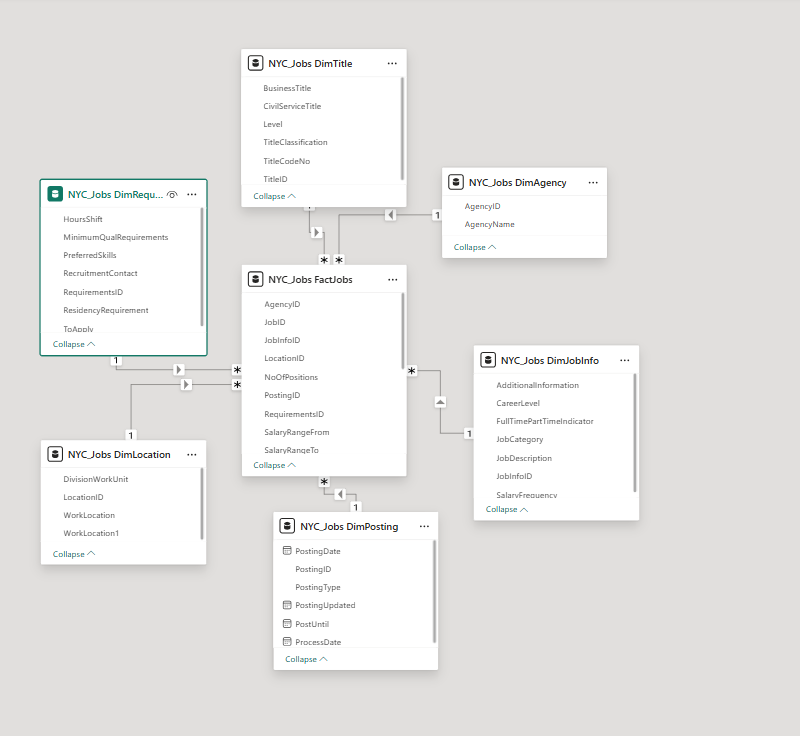 NYC_Jobs DimTitle
BusinessTitle
CivilServiceTitle
Level
TitleClassification
TitleCodeNo
TitleID
Collapse
NYC_Jobs DimAgency
AgencyID
AgencyName
Collapse
NYC_Jobs DimRequ...
HoursShift
MinimumQualRequirements
PreferredSkills
RecruitmentContact
RequirementsID
ResidencyRequirement
ToApply
Collapse
1
1
*
*
NYC_Jobs FactJobs
AgencyID
JobID
JobInfoID
LocationID
NoOfPositions
PostingID
RequirementsID
SalaryRangeFrom
SalaryRangeTo
Collapse
*
*
*
1
NYC_Jobs DimJobInfo
AdditionalInformation
CareerLevel
FullTimePartTimeIndicator
JobCategory
JobDescription
JobInfoID
SalaryFrequency
Collapse
1
NYC_Jobs DimLocation
DivisionWorkUnit
LocationID
WorkLocation
WorkLocation1
Collapse
*
1
NYC_Jobs DimPosting
PostingDate
PostingID
PostingType
PostingUpdated
PostUntil
ProcessDate
Collapse